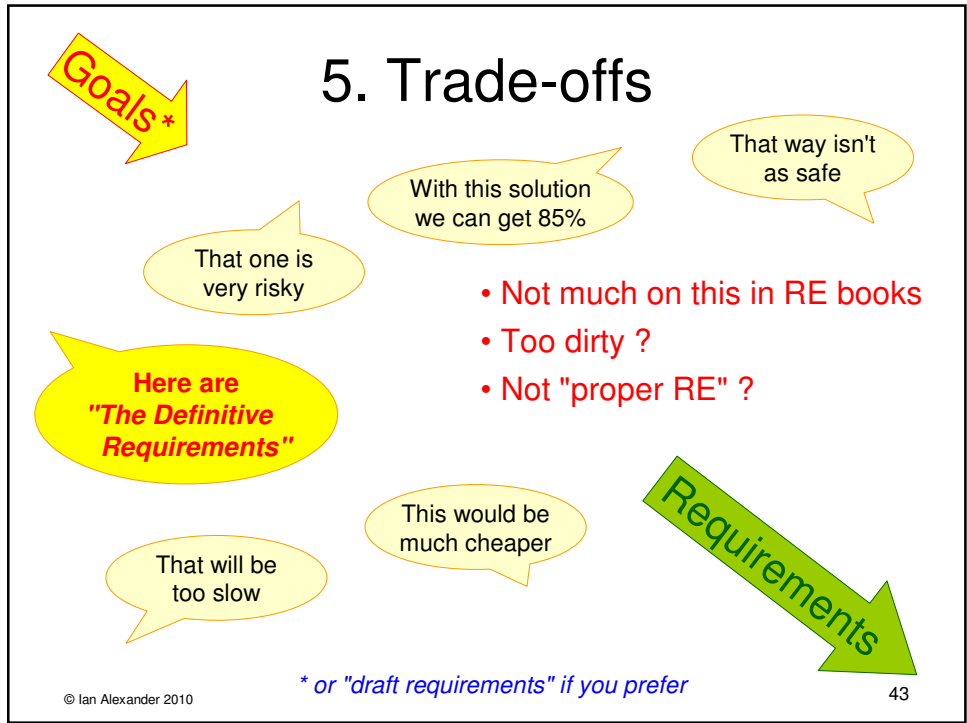 Goals*
5. Trade-offs
That way isn't
as safe
With this solution
we can get 85%
That one is
very risky
• Not much on this in RE books
• Too dirty ?
• Not "proper RE" ?
Here are
"The Definitive
Requirements"
Requirements
This would be
much cheaper
That will be
too slow
* or "draft requirements" if you prefer
© Ian Alexander 2010
43